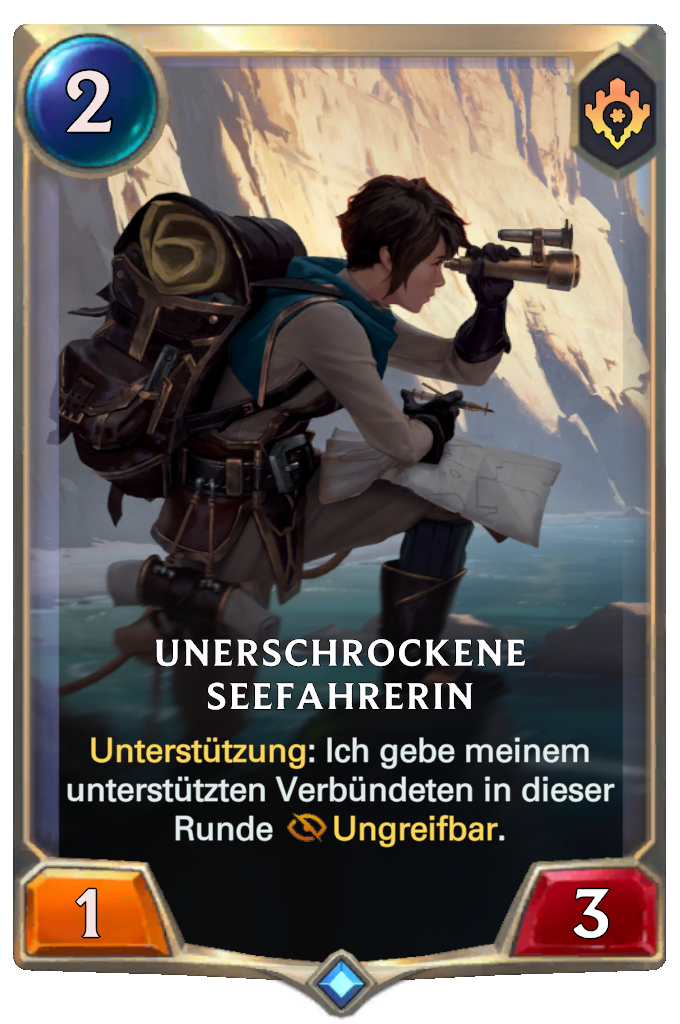 2
UNERSCHROCKENE
SEEFAHRERIN
Unterstützung: Ich gebe meinem
unterstützten Verbündeten in dieser
Runde Ungreifbar.
1
3